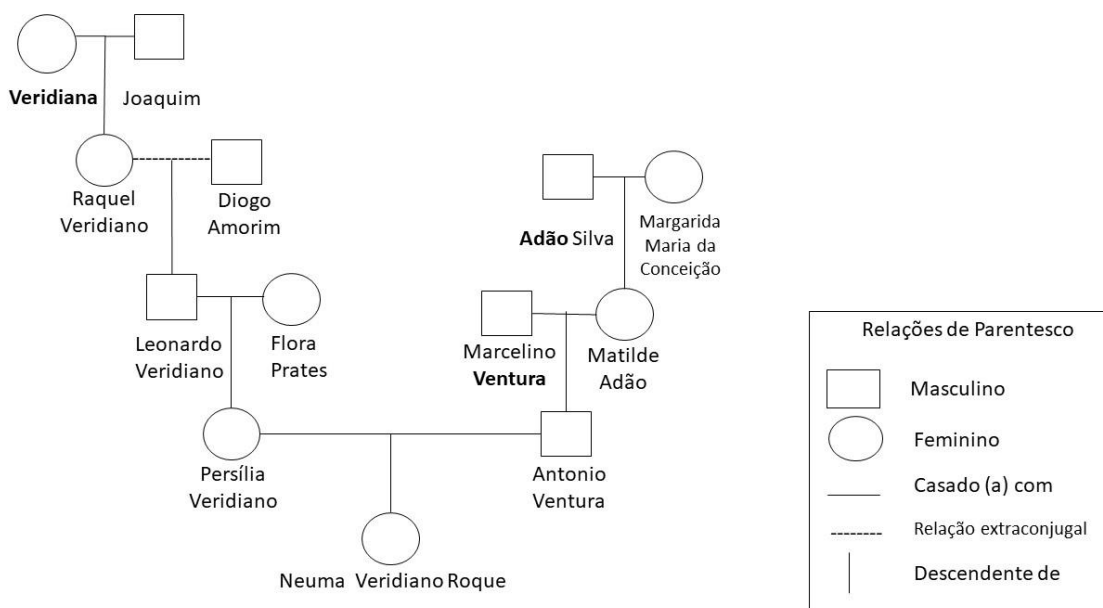 Veridiana
Joaquim
Raquel
Veridiano
Diogo
Amorim
Adão Silva
Margarida
Maria da
Conceição
Leonardo
Veridiano
Flora
Prates
Marcelino
Ventura
Matilde
Adão
Persília
Veridiano
Antonio
Ventura
Neuma Veridiano Roque
Relações de Parentesco
Masculino
Feminino
Casado (a) com
Relação extraconjugal
Descendente de